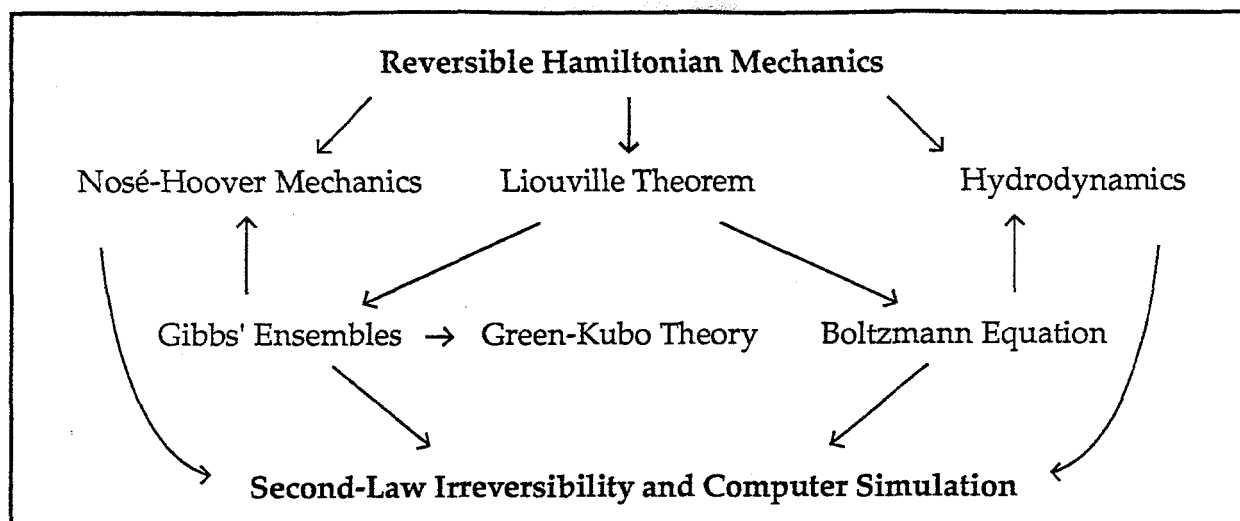 Reversible Hamiltonian Mechanics
Nosé-Hoover Mechanics Liouville Theorem Hydrodynamics
Gibbs' Ensembles → Green-Kubo Theory Boltzmann Equation
Second-Law Irreversibility and Computer Simulation